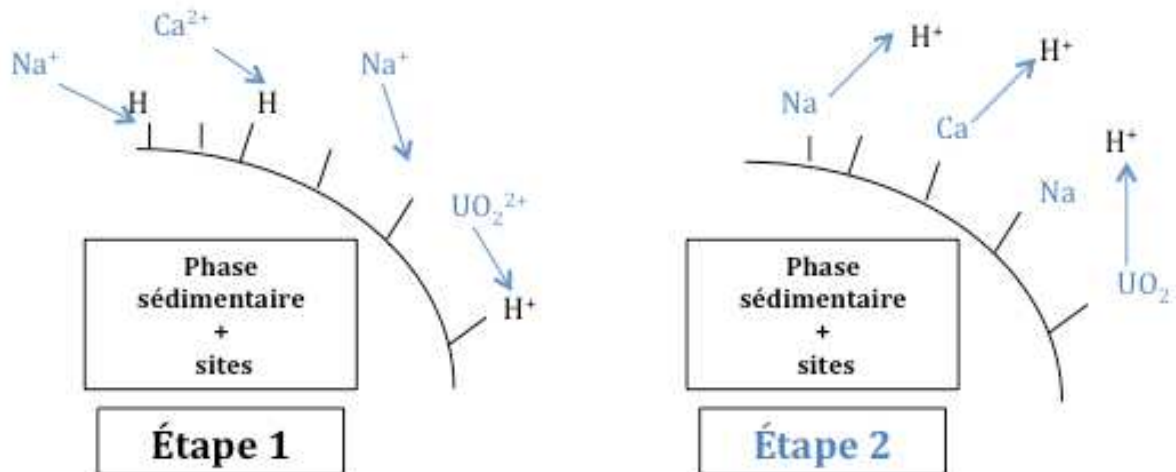 Ca²⁺
Na⁺
Na⁺
H
H
UO₂²⁺
H⁺
Phase
sédimentaire
+
sites
Étape 1
H⁺
H⁺
Na
Ca
H⁺
Na
UO₂
Phase
sédimentaire
+
sites
Étape 2